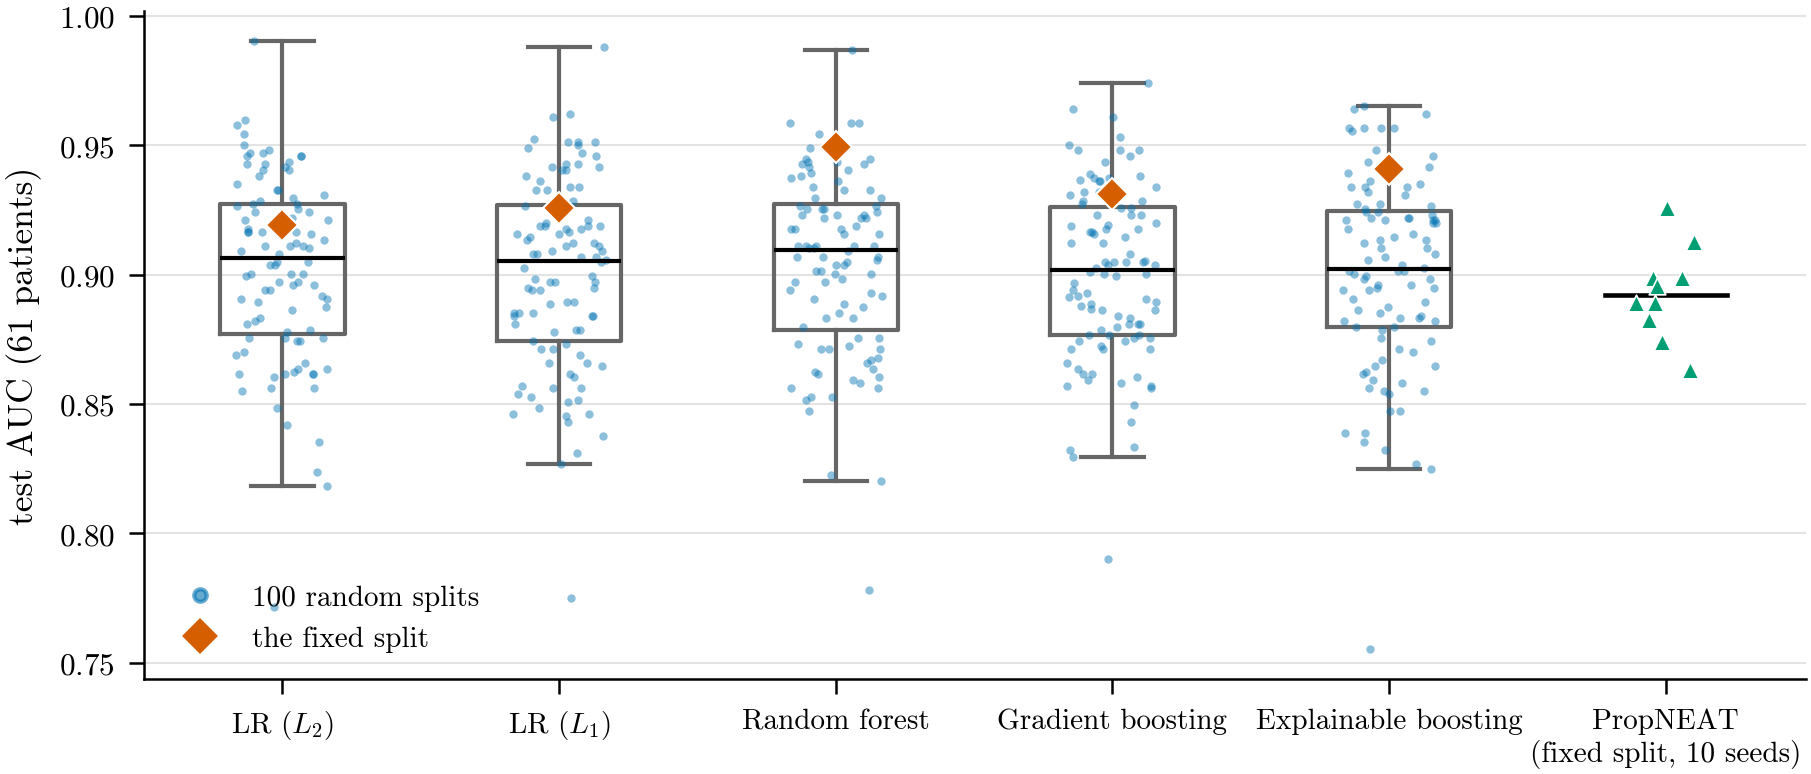 test AUC (61 patients)
1.00
0.95
0.90
0.85
0.80
0.75
100 random splits
the fixed split
LR (L₂)
LR (L₁)
Random forest
Gradient boosting
Explainable boosting
PropNEAT
(fixed split, 10 seeds)